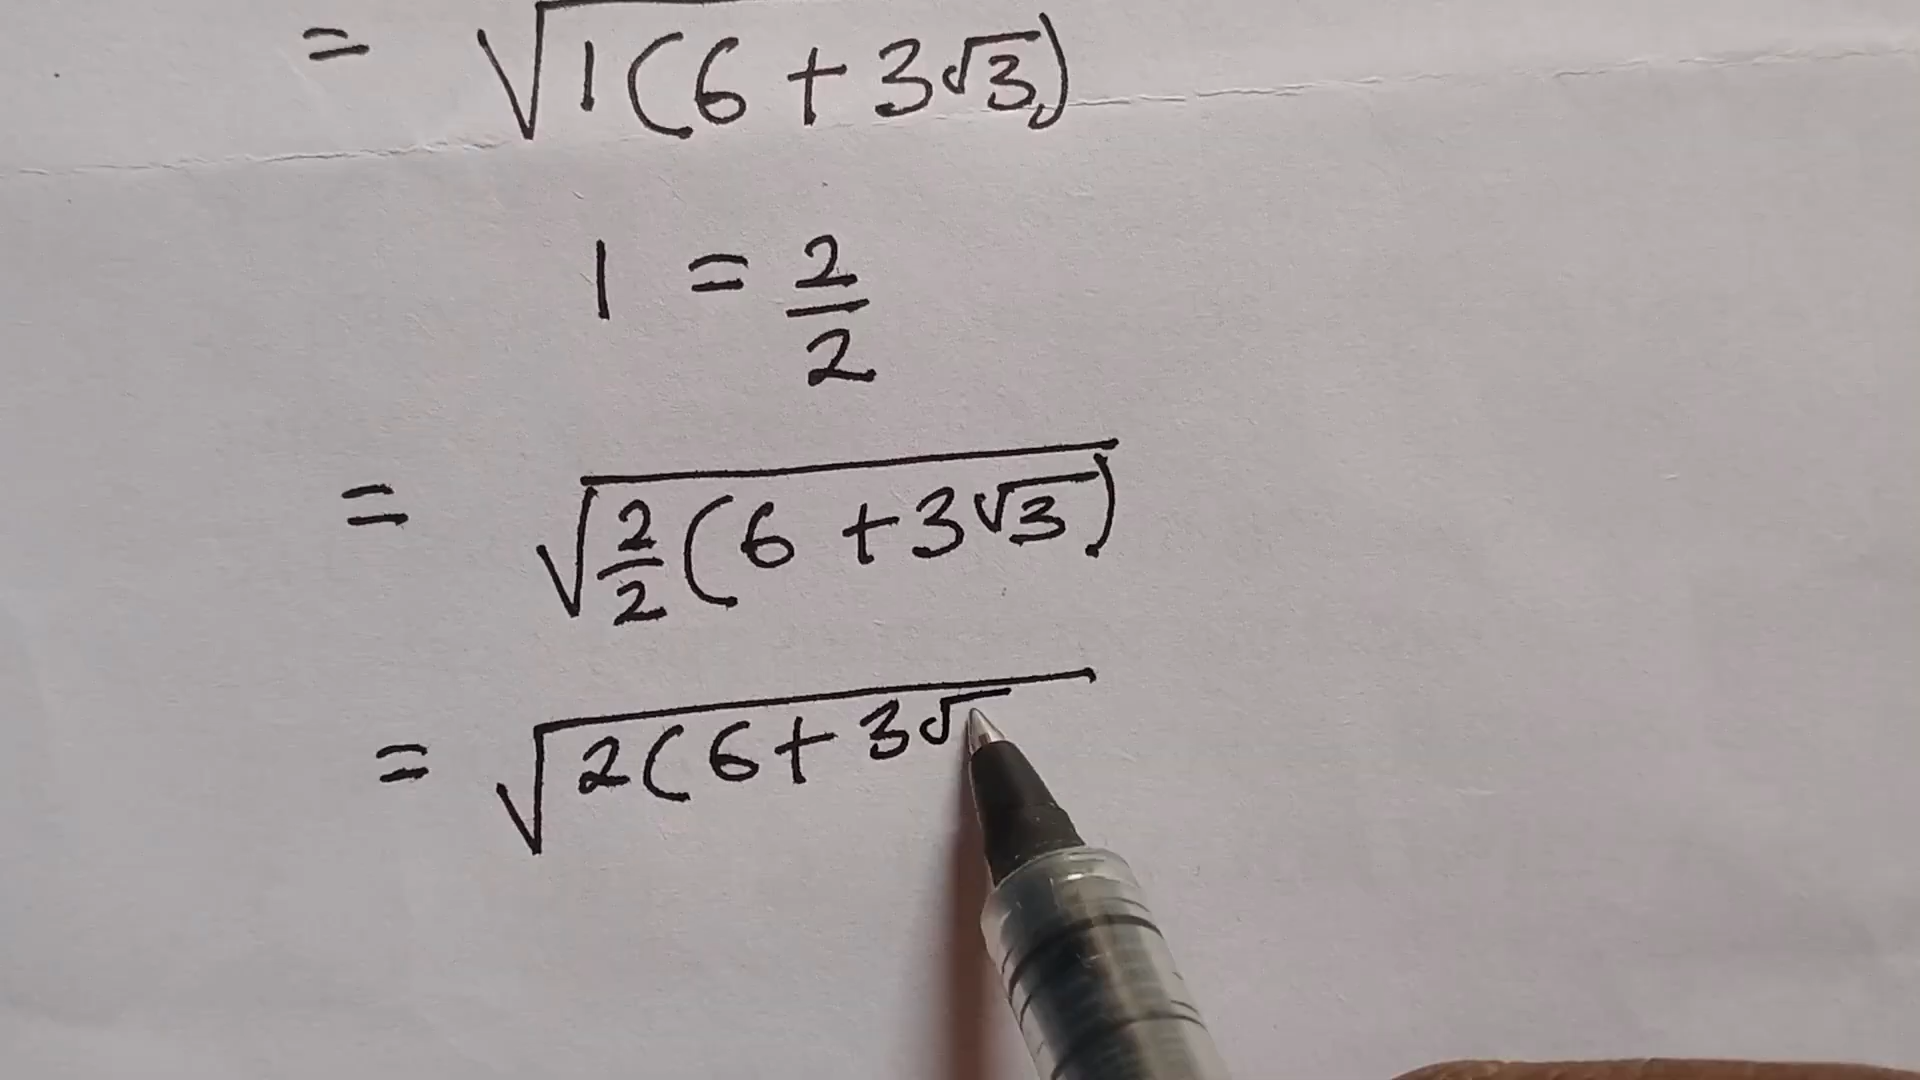 = √1(6 + 3√3)
1 = 2/2
= √2/2(6 + 3√3)
= √2(6 + 3√